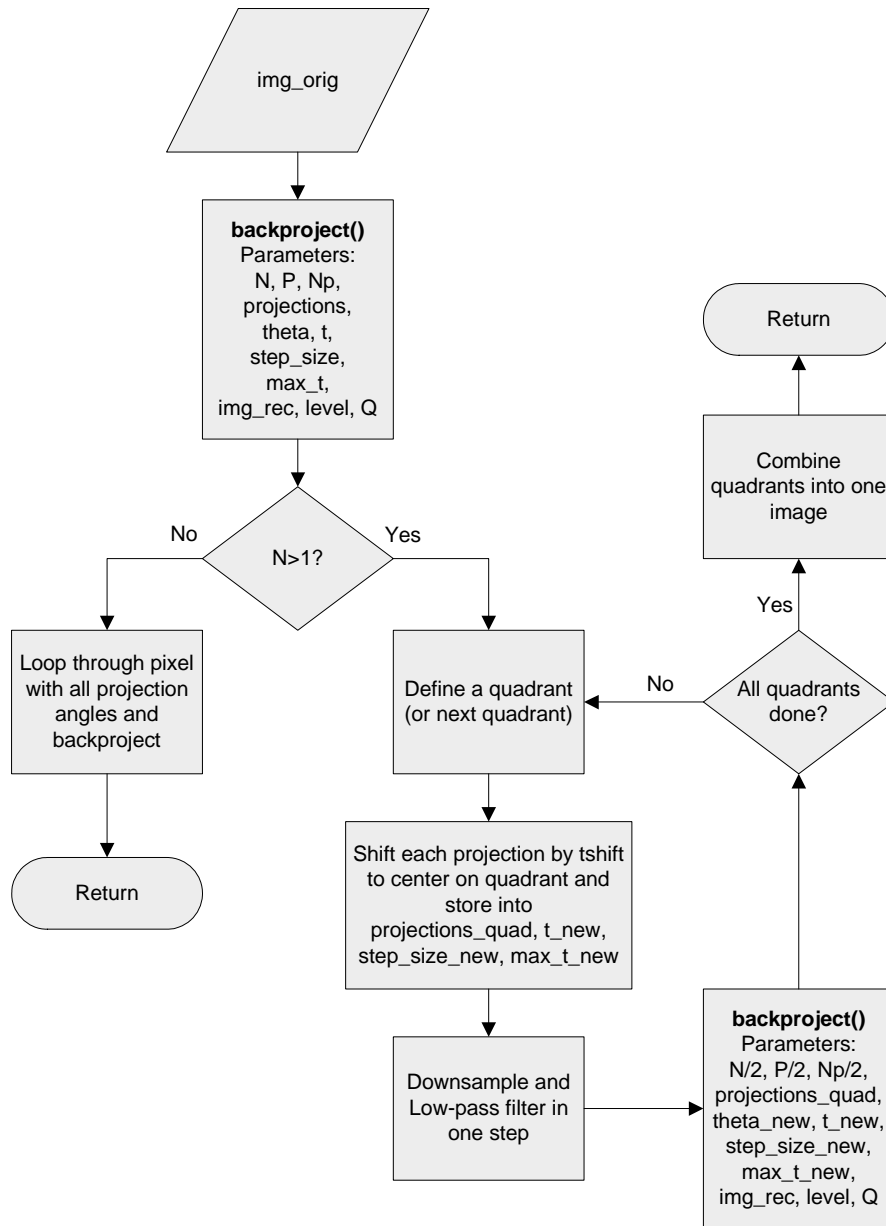 img_orig
backproject()
Parameters:
N, P, Np,
projections,
theta, t,
step_size,
max_t,
img_rec, level, Q
N>1?
No
Yes
Loop through pixel
with all projection
angles and
backproject
Return
Define a quadrant
(or next quadrant)
Shift each projection by tshift
to center on quadrant and
store into
projections_quad, t_new,
step_size_new, max_t_new
Downsample and
Low-pass filter in
one step
backproject()
Parameters:
N/2, P/2, Np/2,
projections_quad,
theta_new, t_new,
step_size_new,
max_t_new,
img_rec, level, Q
All quadrants
done?
No
Yes
Combine
quadrants into one
image
Return